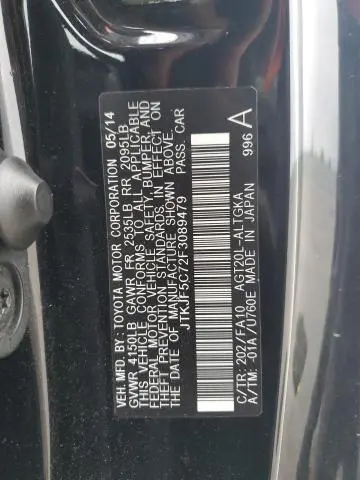 VEH. MFD. BY: TOYOTA MOTOR CORPORATION 05/14
GVWR 4150LB GAWR FR 2535LB RR 2095LB
THIS VEHICLE CONFORMS TO ALL APPLICABLE
FEDERAL MOTOR VEHICLE SAFETY, BUMPER, AND
THEFT PREVENTION STANDARDS IN EFFECT ON
THE DATE OF MANUFACTURE SHOWN ABOVE.
JTKJF5C72F3089479 PASS. CAR
C/TR: 202/FA10 AGT20L-ALTGKA
A/TM: -01A/U760E MADE IN JAPAN
996 A